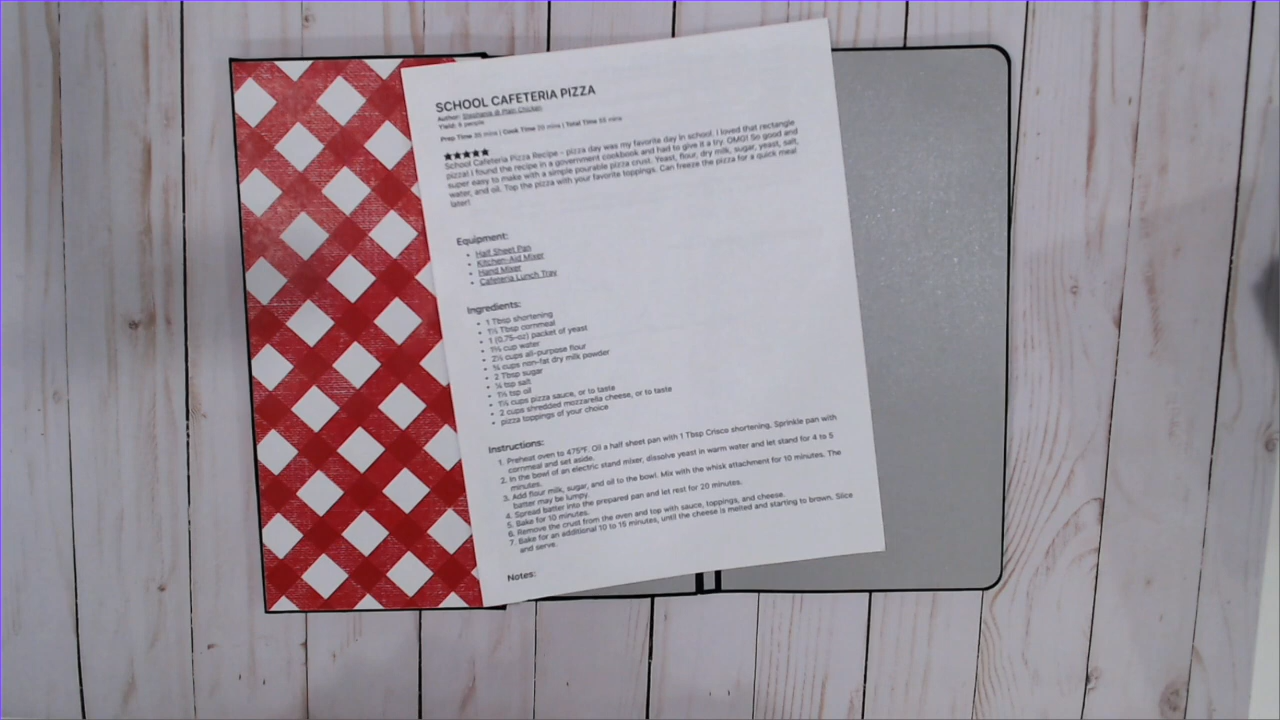 SCHOOL CAFETERIA PIZZA
Author: Stephanie @ Plain Chicken
Yield: 8 people
Prep Time 35 mins | Cook Time 20 mins | Total Time 55 mins
★★★★★
School Cafeteria Pizza Recipe - pizza day was my favorite day in school. I loved that rectangle
pizza! I found the recipe in a government cookbook and had to give it a try. OMG! So good and
super easy to make with a simple pourable pizza crust. Yeast, flour, dry milk, sugar, yeast, salt,
water, and oil. Top the pizza with your favorite toppings. Can freeze the pizza for a quick meal
later!
Equipment:
• Half Sheet Pan
• Kitchen-Aid Mixer
• Hand Mixer
• Cafeteria Lunch Tray
Ingredients:
• 1 Tbsp shortening
• 1½ Tbsp cornmeal
• 1 (0.75-oz) packet of yeast
• cup water
• cups all-purpose flour
• ¾ cups non-fat dry milk powder
• 2 Tbsp sugar
• tsp salt
• tsp oil
• 1½ cups pizza sauce, or to taste
• 2 cups shredded mozzarella cheese, or to taste
• pizza toppings of your choice
Instructions:
1. Preheat oven to 475°F. Oil a half sheet pan with 1 Tbsp Crisco shortening. Sprinkle pan with
cornmeal and set aside.
2. In the bowl of an electric stand mixer, dissolve yeast in warm water and let stand for 4 to 5
minutes.
3. Add flour milk, sugar, and oil to the bowl. Mix with the whisk attachment for 10 minutes. The
batter may be lumpy.
4. Spread batter into the prepared pan and let rest for 20 minutes.
5. Bake for 10 minutes.
6. Remove the crust from the oven and top with sauce, toppings, and cheese.
7. Bake for an additional 10 to 15 minutes, until the cheese is melted and starting to brown. Slice
and serve.
Notes: